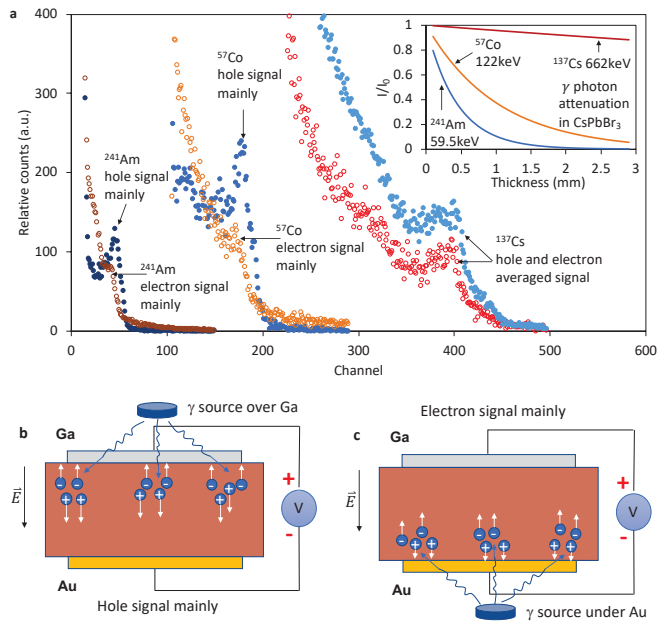 a
Relative counts (a.u.)
400
300
200
100
0
0
100
200
300
400
500
600
Channel
²⁴¹Am
hole signal
mainly
²⁴¹Am
electron signal
mainly
⁵⁷Co
hole signal
mainly
⁵⁷Co
electron signal
mainly
¹³⁷Cs
hole and electron
averaged signal
I/I₀
1
0.8
0.6
0.4
0.2
0
0
0.5
1
1.5
2
2.5
3
Thickness (mm)
⁵⁷Co
122keV
¹³⁷Cs 662keV
γ photon
attenuation
in CsPbBr₃
²⁴¹Am
59.5keV
b
γ source over Ga
Ga
E⃗
+
V
-
Au
Hole signal mainly
c
Electron signal mainly
Ga
E⃗
+
V
-
Au
γ source under Au